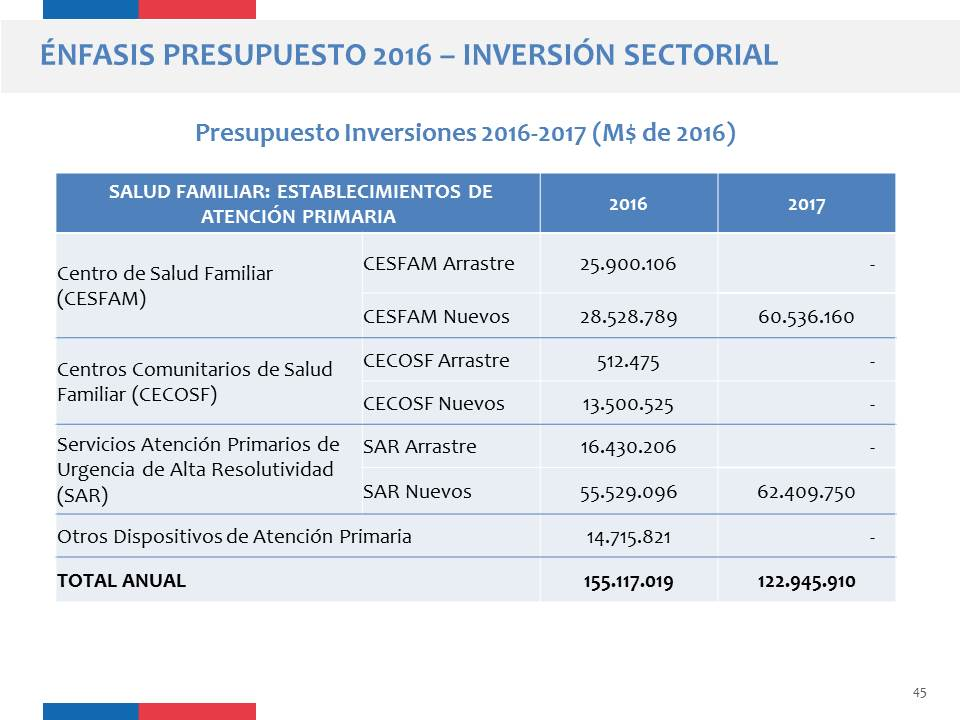 ÉNFASIS PRESUPUESTO 2016 – INVERSIÓN SECTORIAL
Presupuesto Inversiones 2016-2017 (M$ de 2016)
SALUD FAMILIAR: ESTABLECIMIENTOS DE
ATENCIÓN PRIMARIA
2016
2017
Centro de Salud Familiar
(CESFAM)
CESFAM Arrastre
25.900.106
-
CESFAM Nuevos
28.528.789
60.536.160
Centros Comunitarios de Salud
Familiar (CECOSF)
CECOSF Arrastre
512.475
-
CECOSF Nuevos
13.500.525
-
Servicios Atención Primarios de
Urgencia de Alta Resolutividad
(SAR)
SAR Arrastre
16.430.206
-
SAR Nuevos
55.529.096
62.409.750
Otros Dispositivos de Atención Primaria
14.715.821
-
TOTAL ANUAL
155.117.019
122.945.910
45